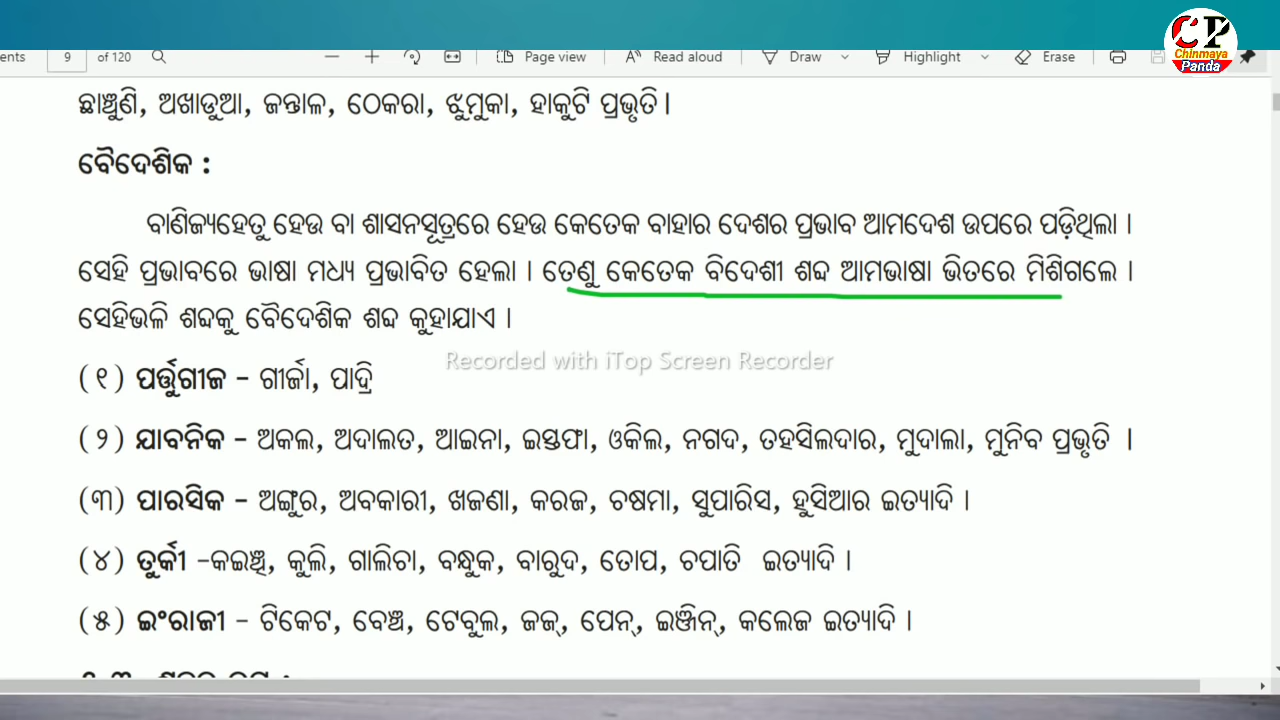 ents 9 of 120 Page view Read aloud Draw Highlight Erase
CP
Chinmaya
Panda
ଛାଞ୍ଚୁଣି, ଅଖାଡୁଆ, ଜନ୍ତାଳ, ଠେକରା, ଝୁମୁକା, ହାକୁଟି ପ୍ରଭୃତି ।
ବୈଦେଶିକ :
ବାଣିଜ୍ୟହେତୁ ହେଉ ବା ଶାସନସୂତ୍ରରେ ହେଉ କେତେକ ବାହାର ଦେଶର ପ୍ରଭାବ ଆମଦେଶ ଉପରେ ପଡ଼ିଥିଲା ।
ସେହି ପ୍ରଭାବରେ ଭାଷା ମଧ୍ୟ ପ୍ରଭାବିତ ହେଲା । ତେଣୁ କେତେକ ବିଦେଶୀ ଶବ୍ଦ ଆମଭାଷା ଭିତରେ ମିଶିଗଲେ ।
ସେହିଭଳି ଶବ୍ଦକୁ ବୈଦେଶିକ ଶବ୍ଦ କୁହାଯାଏ ।
Recorded with iTop Screen Recorder
(୧) ପର୍ତ୍ତୁଗୀଜ – ଗୀର୍ଜା, ପାଦ୍ରି
(୨) ଯାବନିକ – ଅକଲ, ଅଦାଲତ, ଆଇନା, ଇସ୍ତଫା, ଓକିଲ, ନଗଦ, ତହସିଲଦାର, ମୁଦାଲା, ମୁନିବ ପ୍ରଭୃତି ।
(୩) ପାରସିକ – ଅଙ୍ଗୁର, ଅବକାରୀ, ଖଜଣା, କରଜ, ଚଷମା, ସୁପାରିସ, ହୁସିଆର ଇତ୍ୟାଦି ।
(୪) ତୁର୍କୀ –କଇଞ୍ଚି, କୁଲି, ଗାଲିଚା, ବନ୍ଧୁକ, ବାରୁଦ, ତୋପ, ଚପାତି ଇତ୍ୟାଦି ।
(୫) ଇଂରାଜୀ – ଟିକେଟ, ବେଞ୍ଚ, ଟେବୁଲ, ଜଜ୍, ପେନ୍, ଇଞ୍ଜିନ୍, କଲେଜ ଇତ୍ୟାଦି ।